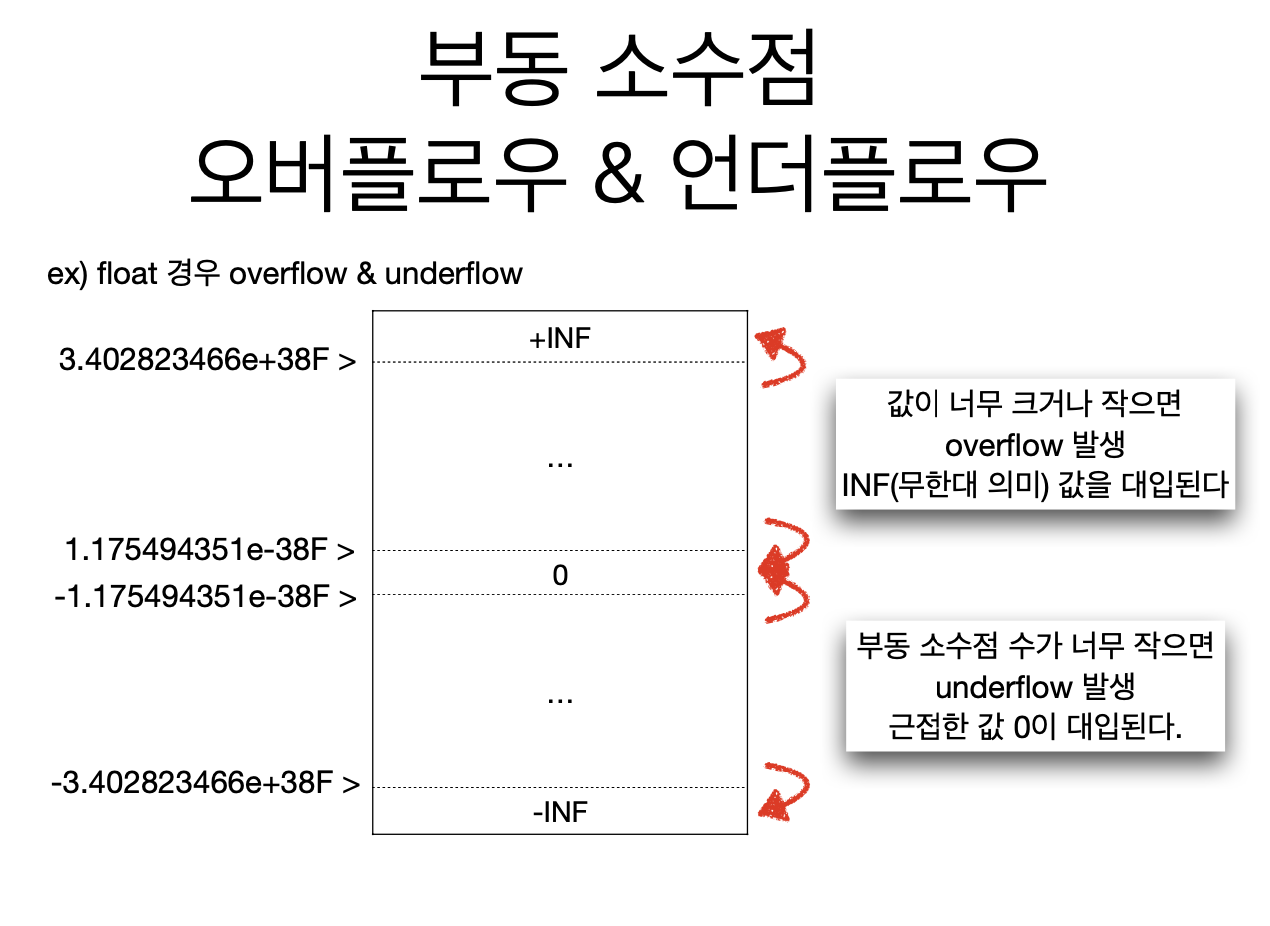 부동 소수점
오버플로우 & 언더플로우
ex) float 경우 overflow & underflow
+INF
3.402823466e+38F >
값이 너무 크거나 작으면
overflow 발생
INF(무한대 의미) 값을 대입된다
...
1.175494351e-38F >
0
-1.175494351e-38F >
부동 소수점 수가 너무 작으면
underflow 발생
근접한 값 0이 대입된다.
...
-3.402823466e+38F >
-INF